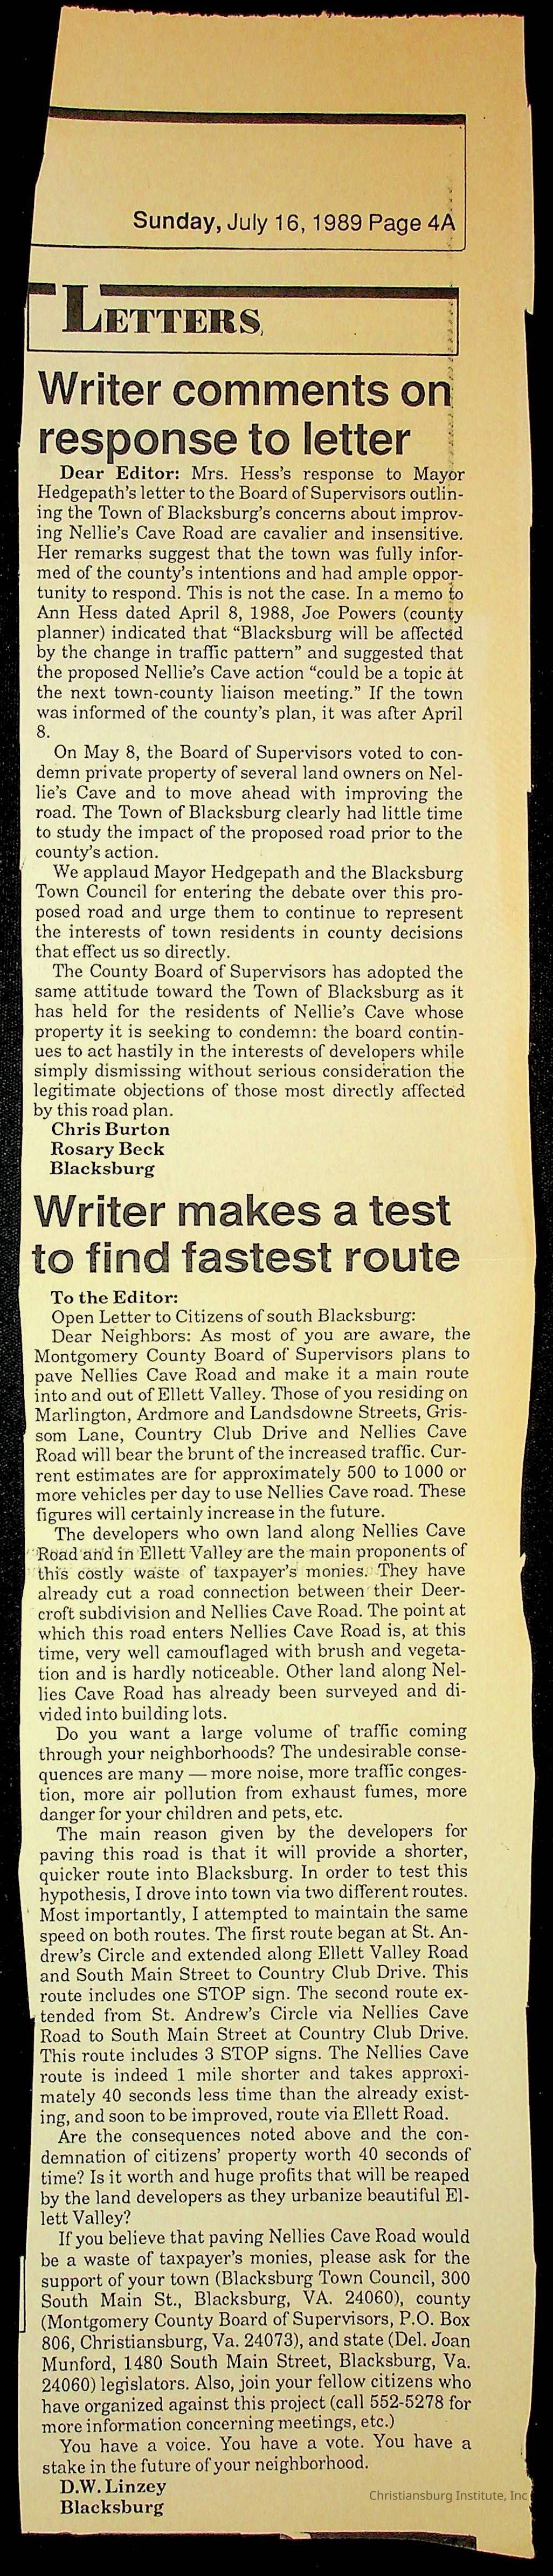 Sunday, July 16, 1989 Page 4A
LETTERS
Writer comments on
response to letter
Dear Editor: Mrs. Hess's response to Mayor
Hedgepath's letter to the Board of Supervisors outlin-
ing the Town of Blacksburg's concerns about improv-
ing Nellie's Cave Road are cavalier and insensitive.
Her remarks suggest that the town was fully infor-
med of the county's intentions and had ample oppor-
tunity to respond. This is not the case. In a memo to
Ann Hess dated April 8, 1988, Joe Powers (county
planner) indicated that “Blacksburg will be affected
by the change in traffic pattern” and suggested that
the proposed Nellie's Cave action “could be a topic at
the next town-county liaison meeting.” If the town
was informed of the county's plan, it was after April
8.
On May 8, the Board of Supervisors voted to con-
demn private property of several land owners on Nel-
lie's Cave and to move ahead with improving the
road. The Town of Blacksburg clearly had little time
to study the impact of the proposed road prior to the
county's action.
We applaud Mayor Hedgepath and the Blacksburg
Town Council for entering the debate over this pro-
posed road and urge them to continue to represent
the interests of town residents in county decisions
that effect us so directly.
The County Board of Supervisors has adopted the
same attitude toward the Town of Blacksburg as it
has held for the residents of Nellie's Cave whose
property it is seeking to condemn: the board contin-
ues to act hastily in the interests of developers while
simply dismissing without serious consideration the
legitimate objections of those most directly affected
by this road plan.
Chris Burton
Rosary Beck
Blacksburg
Writer makes a test
to find fastest route
To the Editor:
Open Letter to Citizens of south Blacksburg:
Dear Neighbors: As most of you are aware, the
Montgomery County Board of Supervisors plans to
pave Nellies Cave Road and make it a main route
into and out of Ellett Valley. Those of you residing on
Marlington, Ardmore and Landsdowne Streets, Gris-
som Lane, Country Club Drive and Nellies Cave
Road will bear the brunt of the increased traffic. Cur-
rent estimates are for approximately 500 to 1000 or
more vehicles per day to use Nellies Cave road. These
figures will certainly increase in the future.
The developers who own land along Nellies Cave
Road and in Ellett Valley are the main proponents of
this costly waste of taxpayer's monies. They have
already cut a road connection between their Deer-
croft subdivision and Nellies Cave Road. The point at
which this road enters Nellies Cave Road is, at this
time, very well camouflaged with brush and vegeta-
tion and is hardly noticeable. Other land along Nel-
lies Cave Road has already been surveyed and di-
vided into building lots.
Do you want a large volume of traffic coming
through your neighborhoods? The undesirable conse-
quences are many — more noise, more traffic conges-
tion, more air pollution from exhaust fumes, more
danger for your children and pets, etc.
The main reason given by the developers for
paving this road is that it will provide a shorter,
quicker route into Blacksburg. In order to test this
hypothesis, I drove into town via two different routes.
Most importantly, I attempted to maintain the same
speed on both routes. The first route began at St. An-
drew's Circle and extended along Ellett Valley Road
and South Main Street to Country Club Drive. This
route includes one STOP sign. The second route ex-
tended from St. Andrew's Circle via Nellies Cave
Road to South Main Street at Country Club Drive.
This route includes 3 STOP signs. The Nellies Cave
route is indeed 1 mile shorter and takes approxi-
mately 40 seconds less time than the already exist-
ing, and soon to be improved, route via Ellett Road.
Are the consequences noted above and the con-
demnation of citizens' property worth 40 seconds of
time? Is it worth and huge profits that will be reaped
by the land developers as they urbanize beautiful El-
lett Valley?
If you believe that paving Nellies Cave Road would
be a waste of taxpayer's monies, please ask for the
support of your town (Blacksburg Town Council, 300
South Main St., Blacksburg, VA. 24060), county
(Montgomery County Board of Supervisors, P.O. Box
806, Christiansburg, Va. 24073), and state (Del. Joan
Munford, 1480 South Main Street, Blacksburg, Va.
24060) legislators. Also, join your fellow citizens who
have organized against this project (call 552-5278 for
more information concerning meetings, etc.)
You have a voice. You have a vote. You have a
stake in the future of your neighborhood.
D.W. Linzey
Blacksburg
Christiansburg Institute, Inc